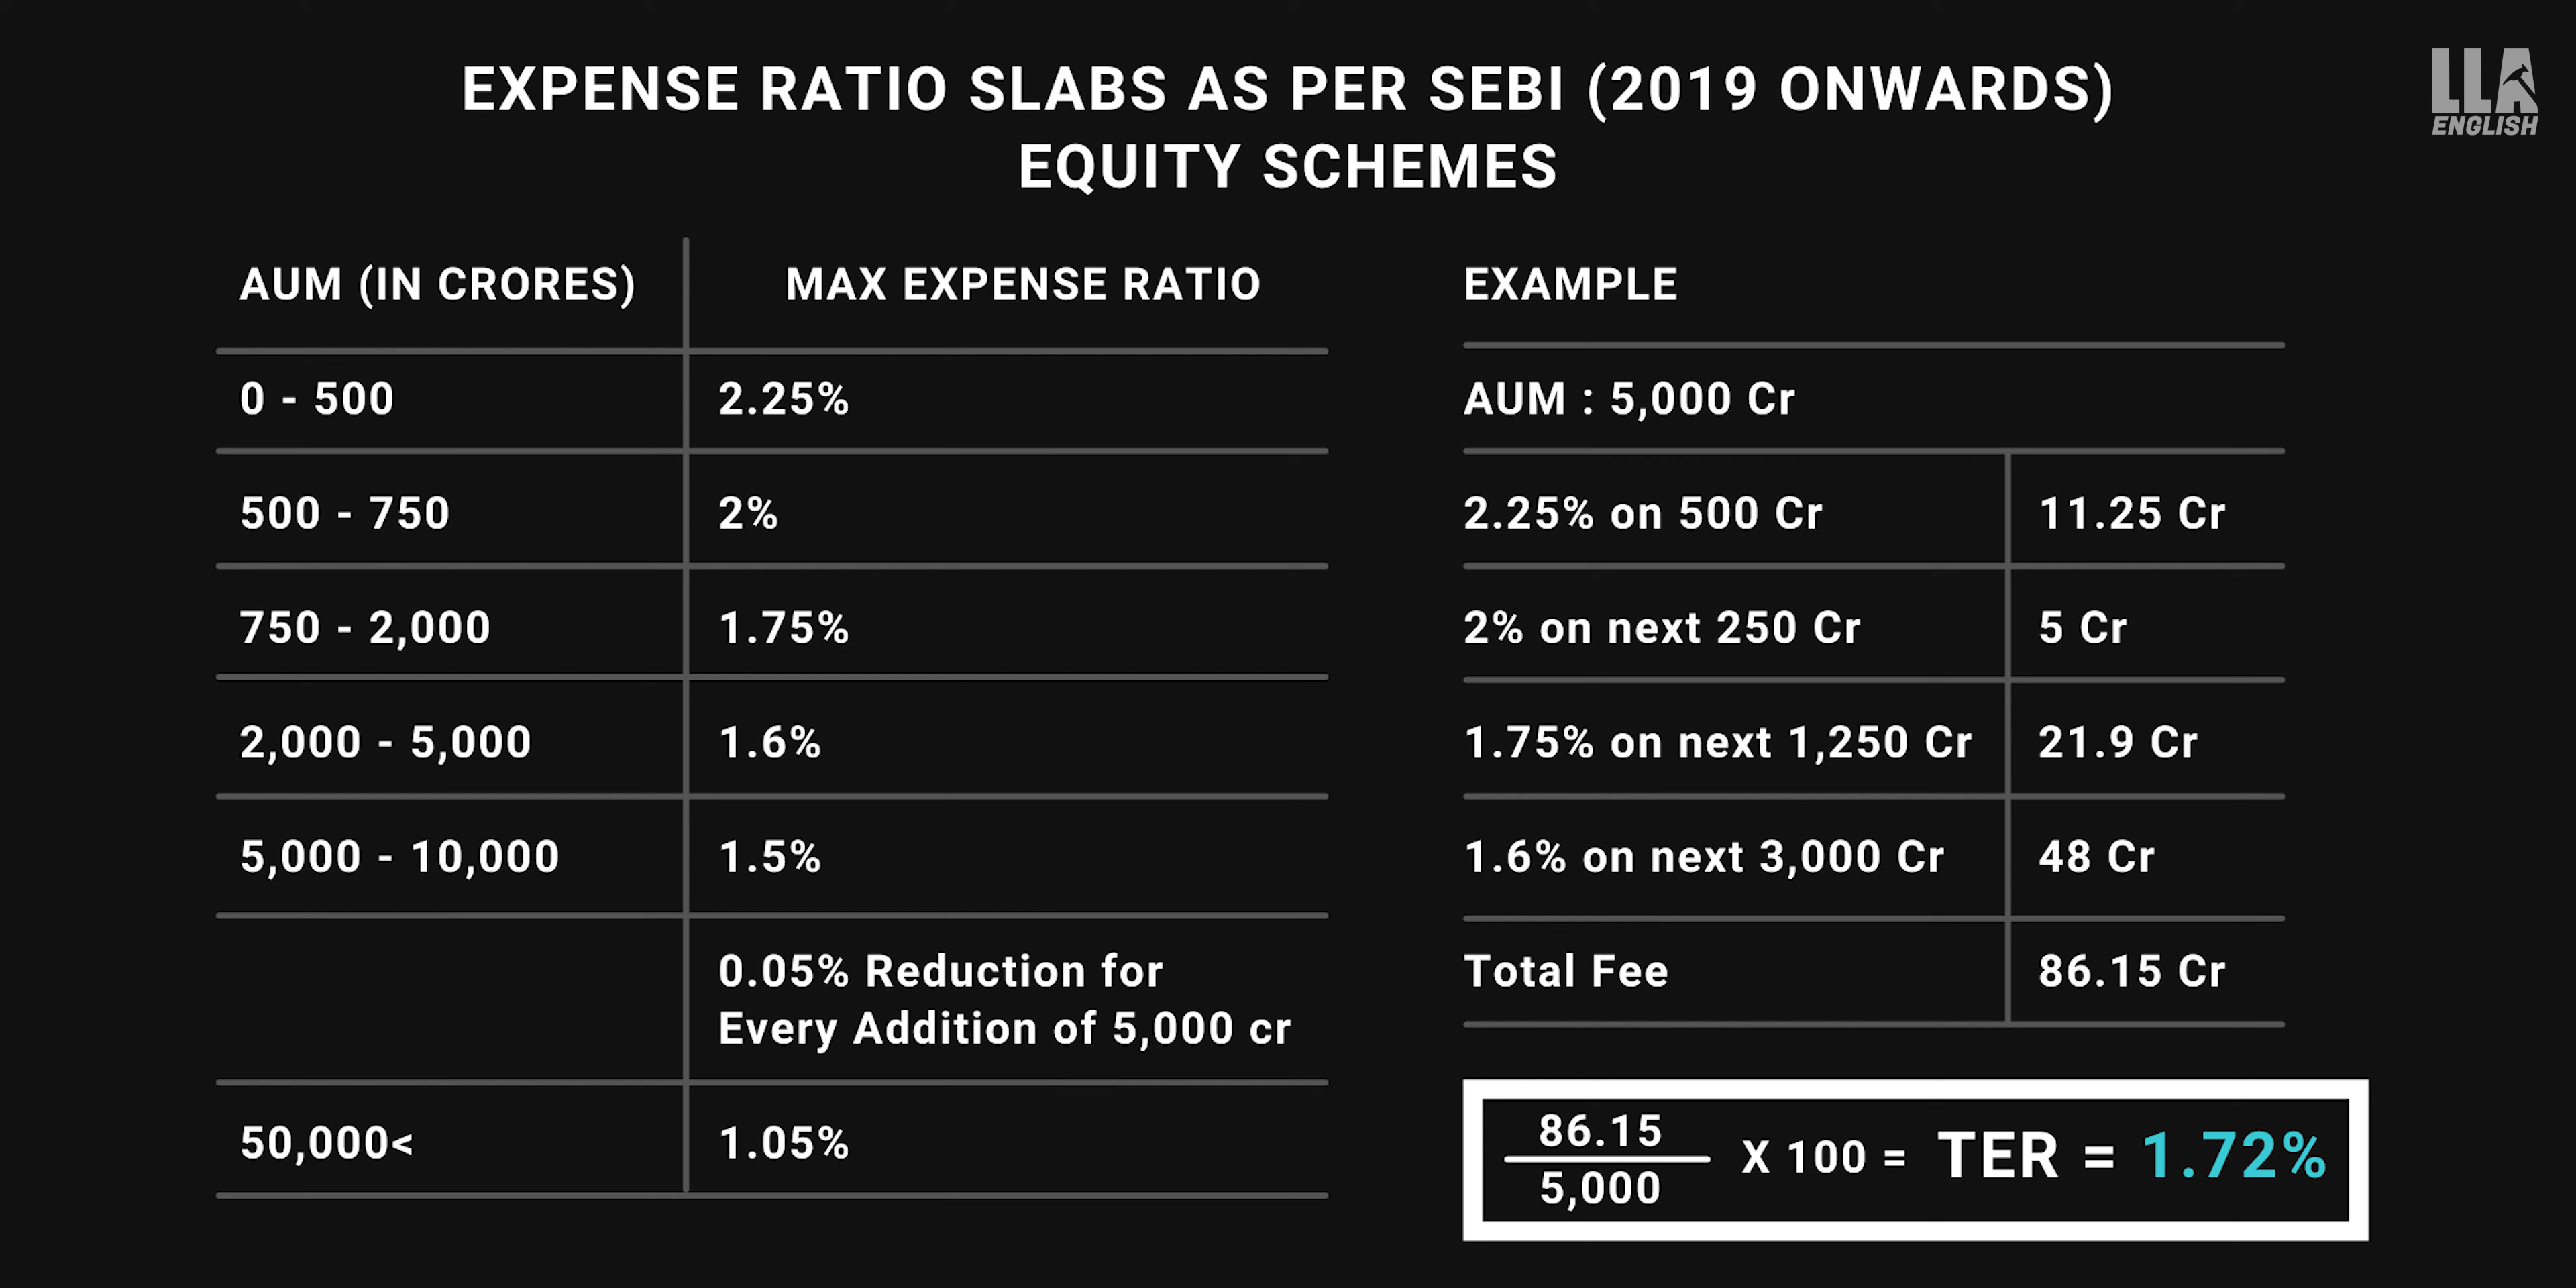 EXPENSE RATIO SLABS AS PER SEBI (2019 ONWARDS)
EQUITY SCHEMES
LLA
ENGLISH
AUM (IN CRORES) MAX EXPENSE RATIO
0 - 500 2.25%
500 - 750 2%
750 - 2,000 1.75%
2,000 - 5,000 1.6%
5,000 - 10,000 1.5%
0.05% Reduction for
Every Addition of 5,000 cr
50,000< 1.05%
EXAMPLE
AUM : 5,000 Cr
2.25% on 500 Cr 11.25 Cr
2% on next 250 Cr 5 Cr
1.75% on next 1,250 Cr 21.9 Cr
1.6% on next 3,000 Cr 48 Cr
Total Fee 86.15 Cr
86.15
5,000
X 100 = TER = 1.72%